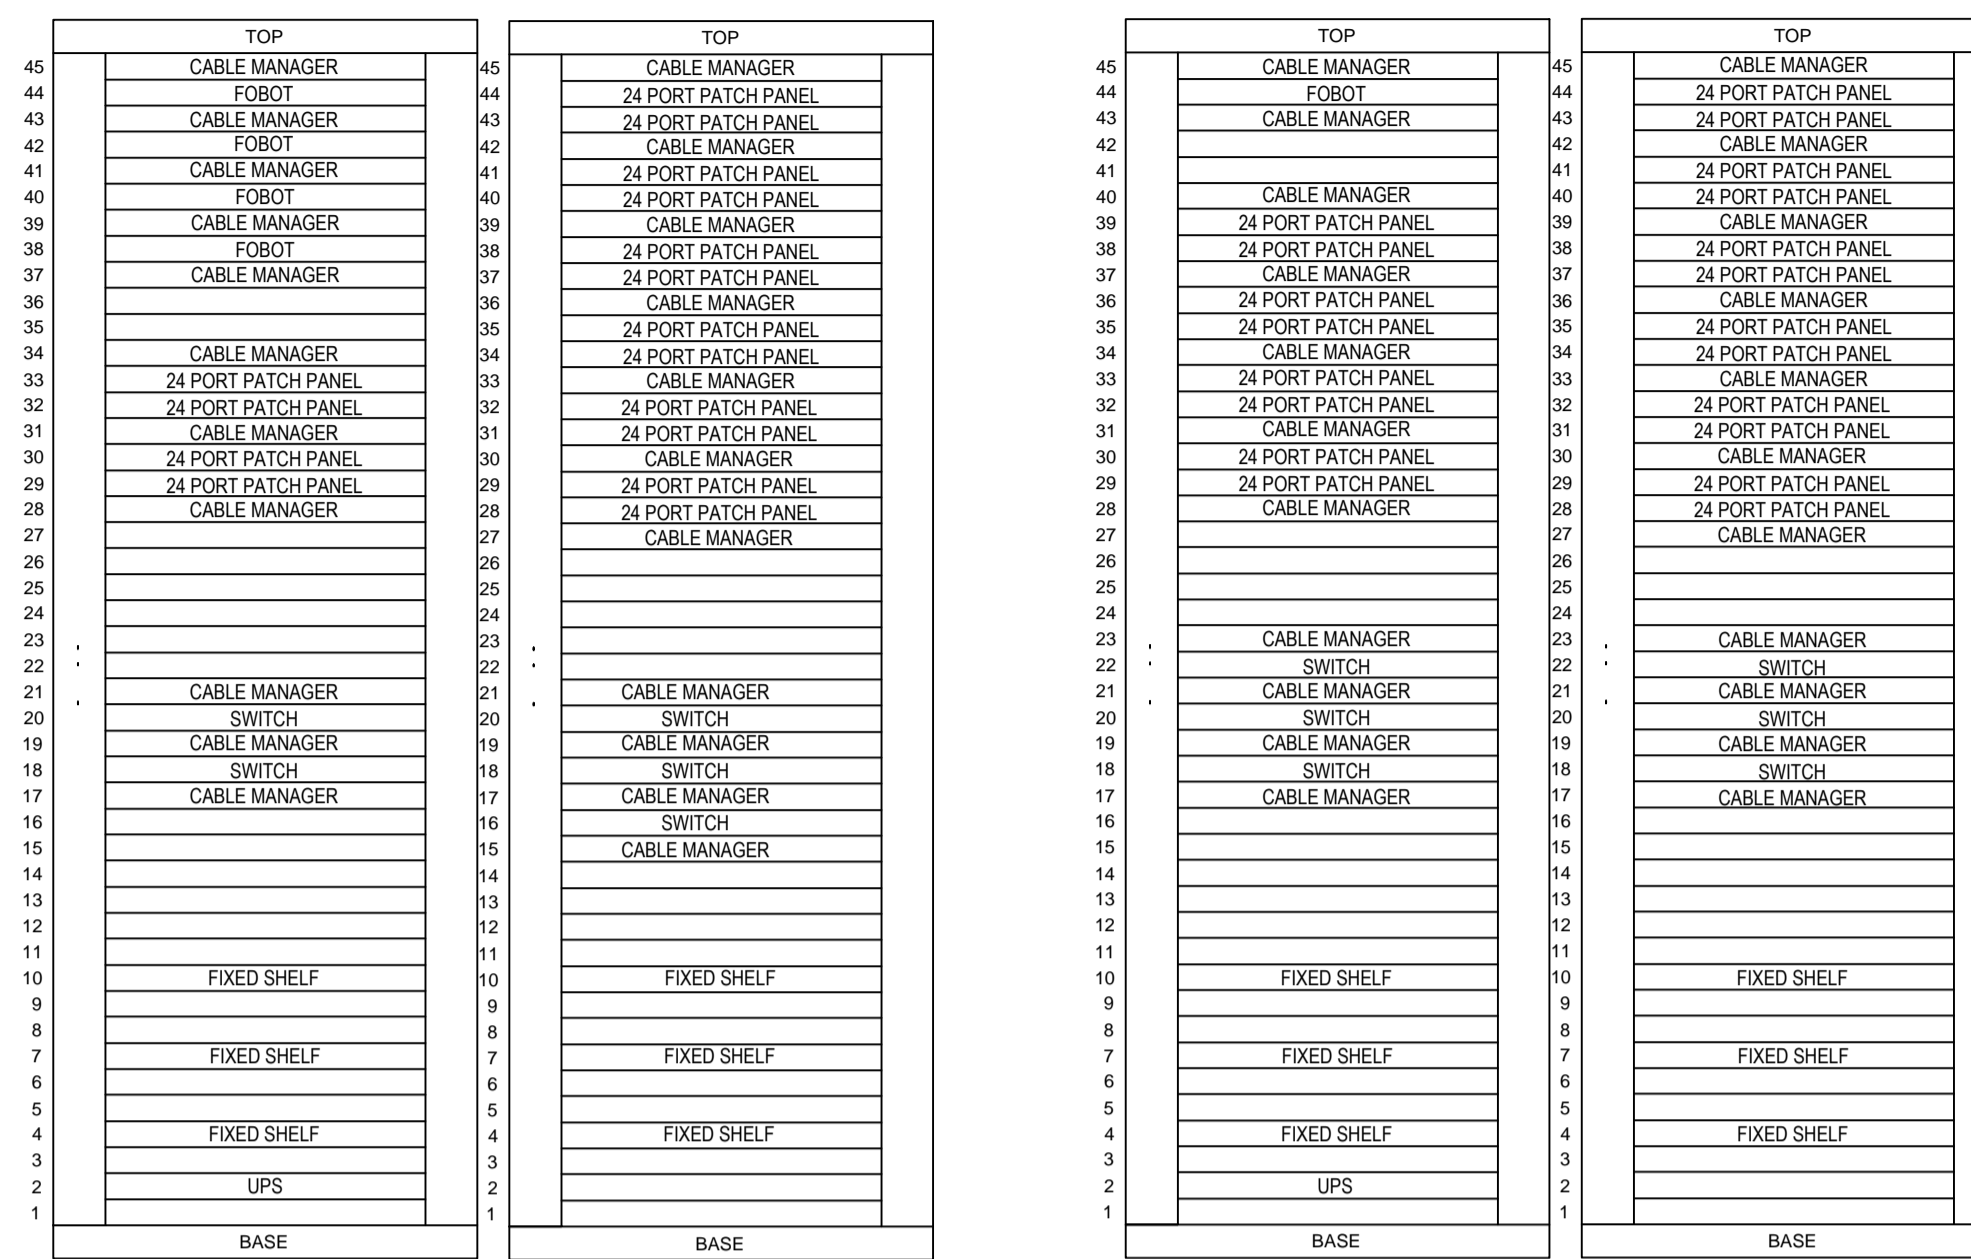 TOP
45 CABLE MANAGER
44 FOBOT
43 CABLE MANAGER
42 FOBOT
41 CABLE MANAGER
40 FOBOT
39 CABLE MANAGER
38 FOBOT
37 CABLE MANAGER
36
35
34 CABLE MANAGER
33 24 PORT PATCH PANEL
32 24 PORT PATCH PANEL
31 CABLE MANAGER
30 24 PORT PATCH PANEL
29 24 PORT PATCH PANEL
28 CABLE MANAGER
27
26
25
24
23
22
21 CABLE MANAGER
20 SWITCH
19 CABLE MANAGER
18 SWITCH
17 CABLE MANAGER
16
15
14
13
12
11
10 FIXED SHELF
9
8
7 FIXED SHELF
6
5
4 FIXED SHELF
3
2 UPS
1
BASE
TOP
45 CABLE MANAGER
44 24 PORT PATCH PANEL
43 24 PORT PATCH PANEL
42 CABLE MANAGER
41 24 PORT PATCH PANEL
40 24 PORT PATCH PANEL
39 CABLE MANAGER
38 24 PORT PATCH PANEL
37 24 PORT PATCH PANEL
36 CABLE MANAGER
35 24 PORT PATCH PANEL
34 24 PORT PATCH PANEL
33 CABLE MANAGER
32 24 PORT PATCH PANEL
31 24 PORT PATCH PANEL
30 CABLE MANAGER
29 24 PORT PATCH PANEL
28 24 PORT PATCH PANEL
27 CABLE MANAGER
26
25
24
23
22
21 CABLE MANAGER
20 SWITCH
19 CABLE MANAGER
18 SWITCH
17 CABLE MANAGER
16 SWITCH
15 CABLE MANAGER
14
13
12
11
10 FIXED SHELF
9
8
7 FIXED SHELF
6
5
4 FIXED SHELF
3
2
1
BASE
TOP
45 CABLE MANAGER
44 FOBOT
43 CABLE MANAGER
42
41
40 CABLE MANAGER
39 24 PORT PATCH PANEL
38 24 PORT PATCH PANEL
37 CABLE MANAGER
36 24 PORT PATCH PANEL
35 24 PORT PATCH PANEL
34 CABLE MANAGER
33 24 PORT PATCH PANEL
32 24 PORT PATCH PANEL
31 CABLE MANAGER
30 24 PORT PATCH PANEL
29 24 PORT PATCH PANEL
28 CABLE MANAGER
27
26
25
24
23 CABLE MANAGER
22 SWITCH
21 CABLE MANAGER
20 SWITCH
19 CABLE MANAGER
18 SWITCH
17 CABLE MANAGER
16
15
14
13
12
11
10 FIXED SHELF
9
8
7 FIXED SHELF
6
5
4 FIXED SHELF
3
2 UPS
1
BASE
TOP
45 CABLE MANAGER
44 24 PORT PATCH PANEL
43 24 PORT PATCH PANEL
42 CABLE MANAGER
41 24 PORT PATCH PANEL
40 24 PORT PATCH PANEL
39 CABLE MANAGER
38 24 PORT PATCH PANEL
37 24 PORT PATCH PANEL
36 CABLE MANAGER
35 24 PORT PATCH PANEL
34 24 PORT PATCH PANEL
33 CABLE MANAGER
32 24 PORT PATCH PANEL
31 24 PORT PATCH PANEL
30 CABLE MANAGER
29 24 PORT PATCH PANEL
28 24 PORT PATCH PANEL
27 CABLE MANAGER
26
25
24
23 CABLE MANAGER
22 SWITCH
21 CABLE MANAGER
20 SWITCH
19 CABLE MANAGER
18 SWITCH
17 CABLE MANAGER
16
15
14
13
12
11
10 FIXED SHELF
9
8
7 FIXED SHELF
6
5
4 FIXED SHELF
3
2
1
BASE